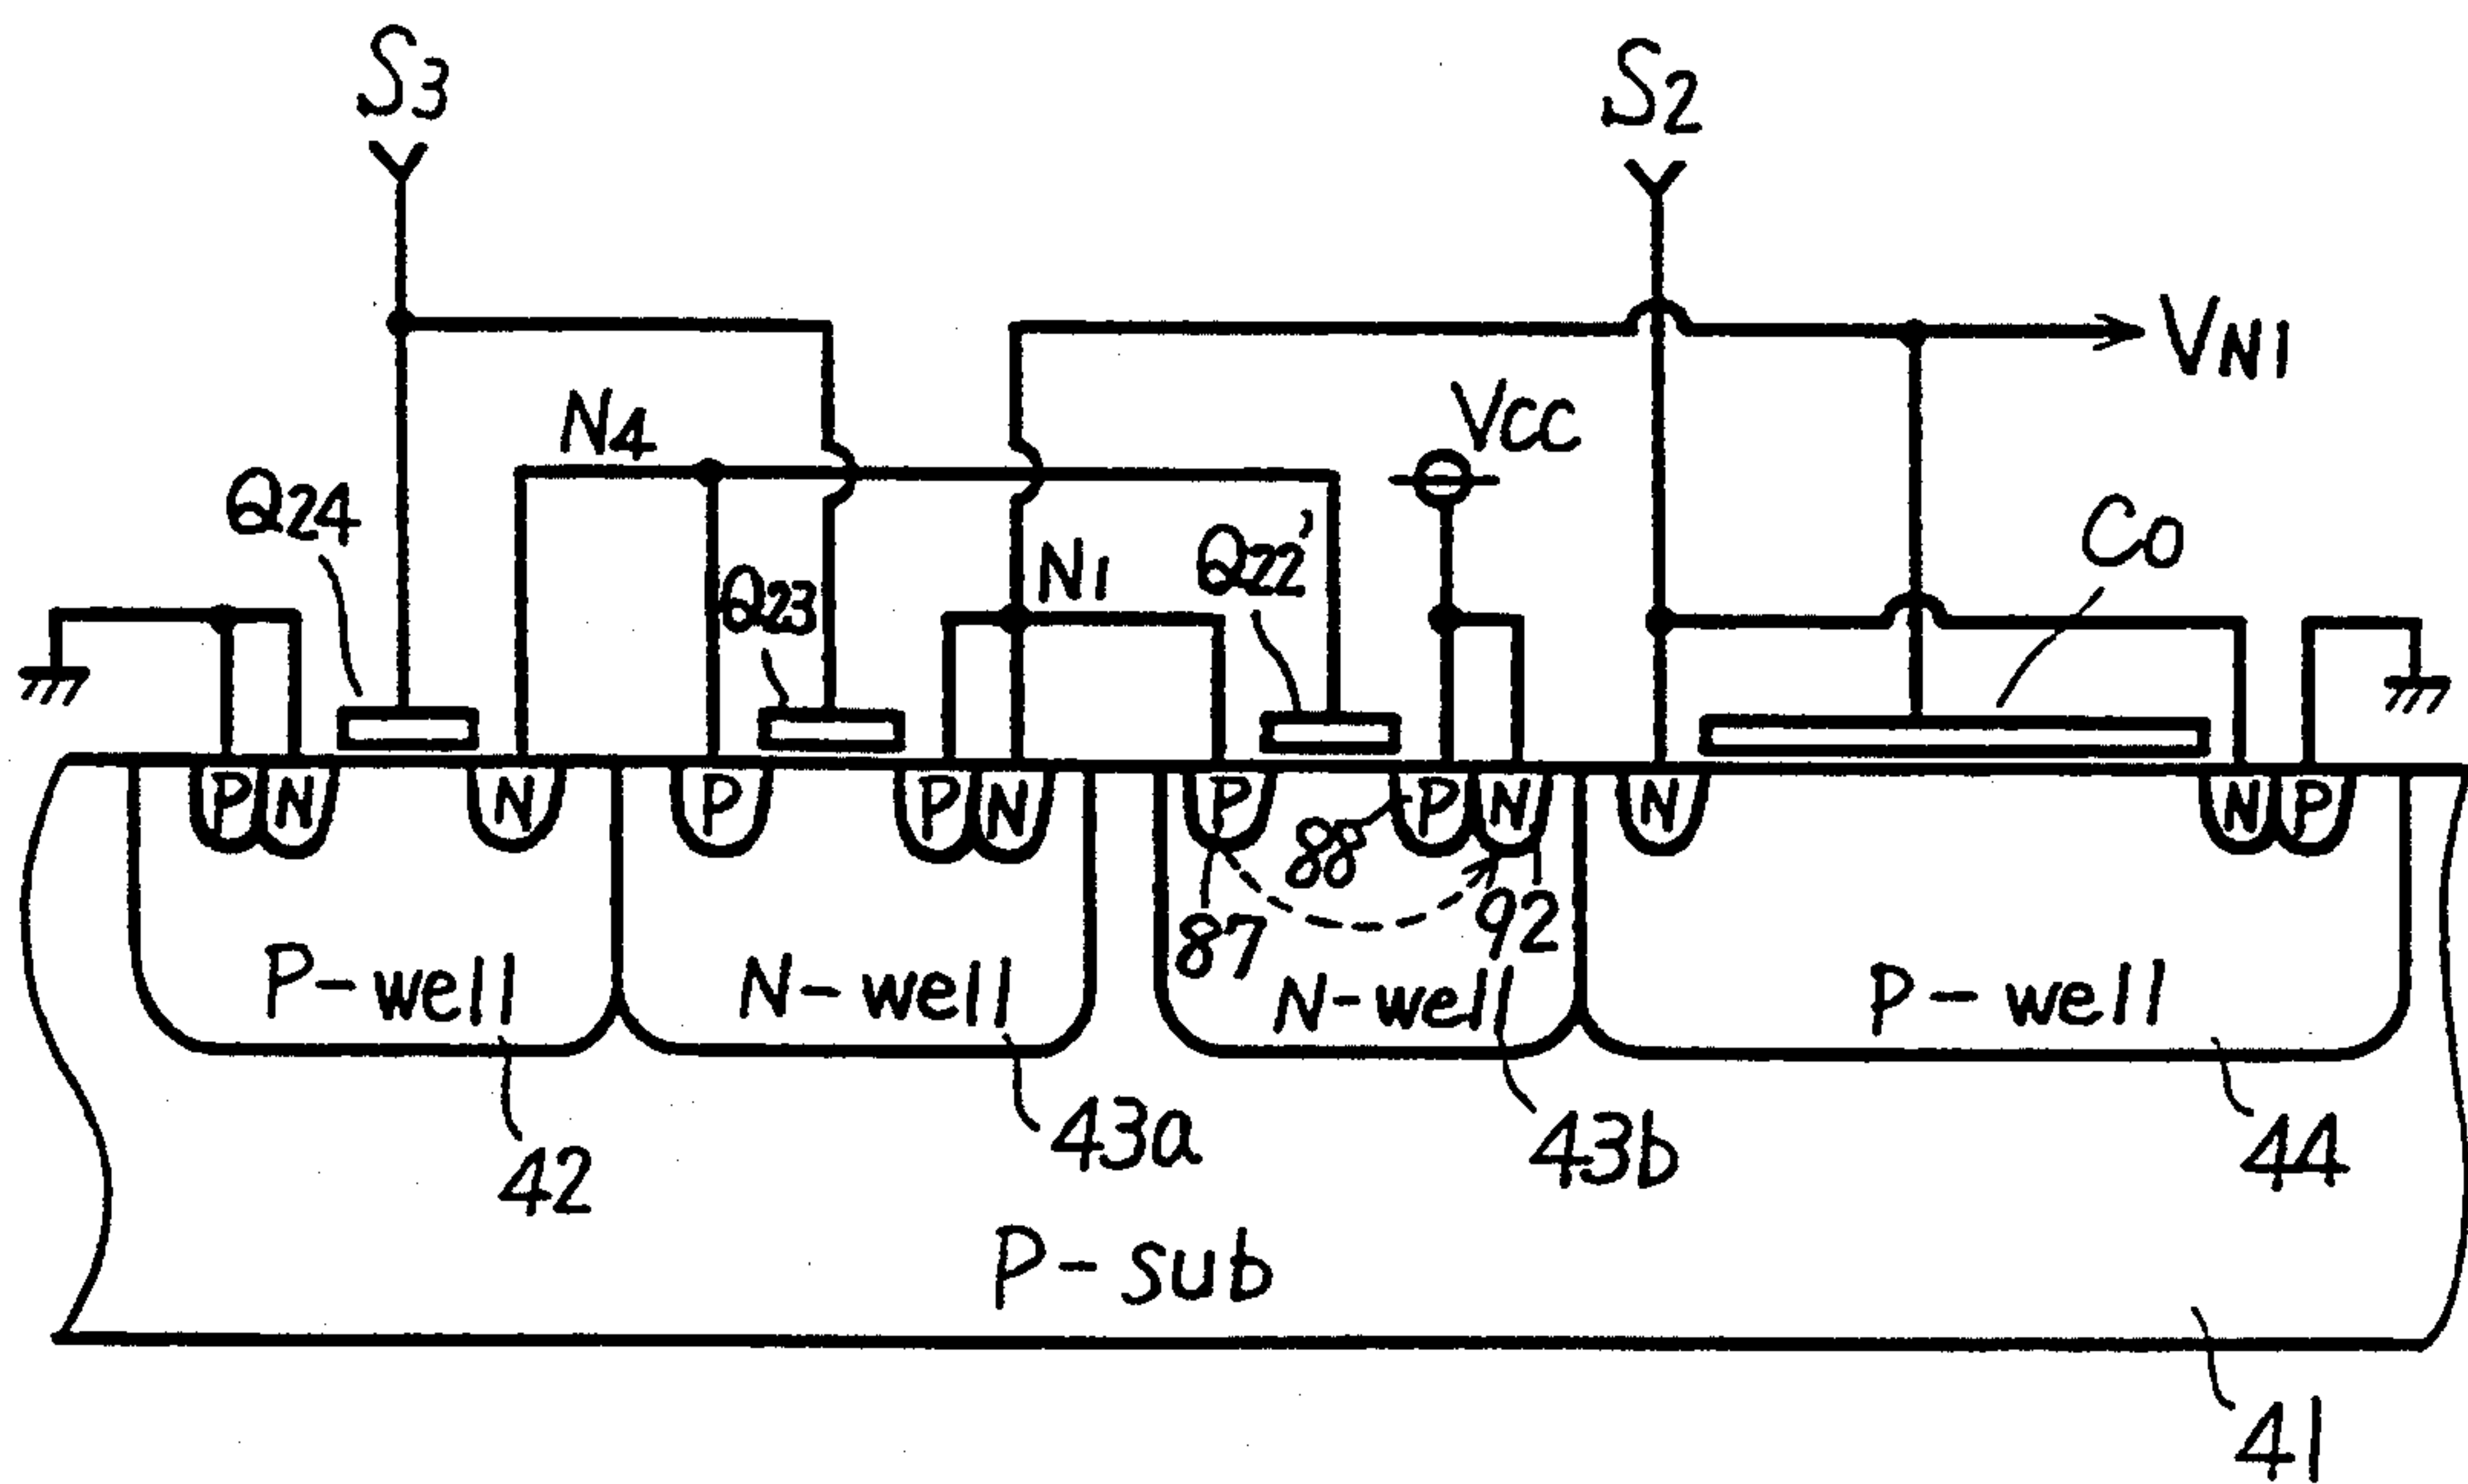 S3
S2
VN1
N4
VCC
Q24
Q23
N1
Q22'
C0
P
N
N
P
P
N
P
P
N
N
N
P
88
87
92
P-well
N-well
N-well
P-well
42
43a
43b
44
P-sub
41